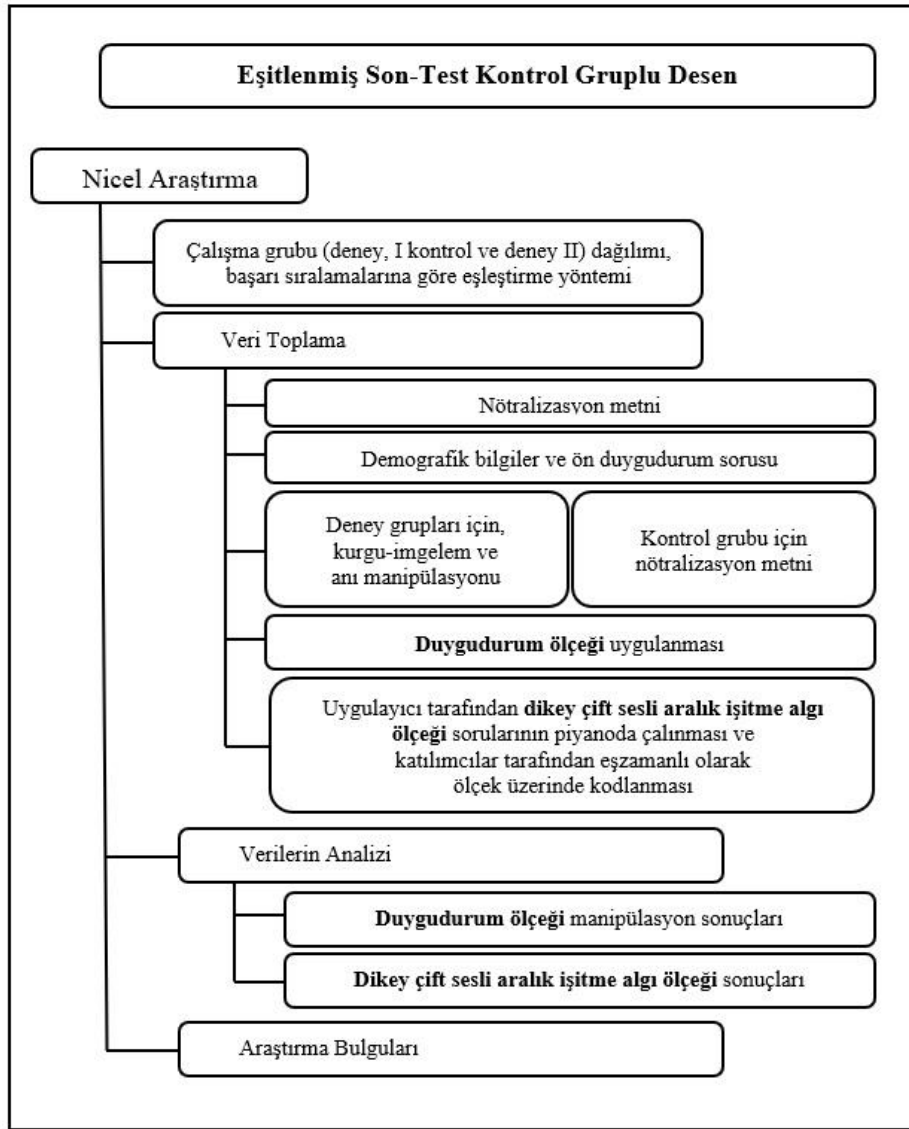 Eşitlenmiş Son-Test Kontrol Gruplu Desen
Nicel Araştırma
Çalışma grubu (deney, I kontrol ve deney II) dağılımı,
başarı sıralamalarına göre eşleştirme yöntemi
Veri Toplama
Nötralizasyon metni
Demografik bilgiler ve ön duygudurum sorusu
Deney grupları için,
kurgu-imgelem ve
anı manipülasyonu
Kontrol grubu için
nötralizasyon metni
Duygudurum ölçeği uygulanması
Uygulayıcı tarafından dikey çift sesli aralık işitme algı
ölçeği sorularının piyanoda çalınması ve
katılımcılar tarafından eşzamanlı olarak
ölçek üzerinde kodlanması
Verilerin Analizi
Duygudurum ölçeği manipülasyon sonuçları
Dikey çift sesli aralık işitme algı ölçeği sonuçları
Araştırma Bulguları